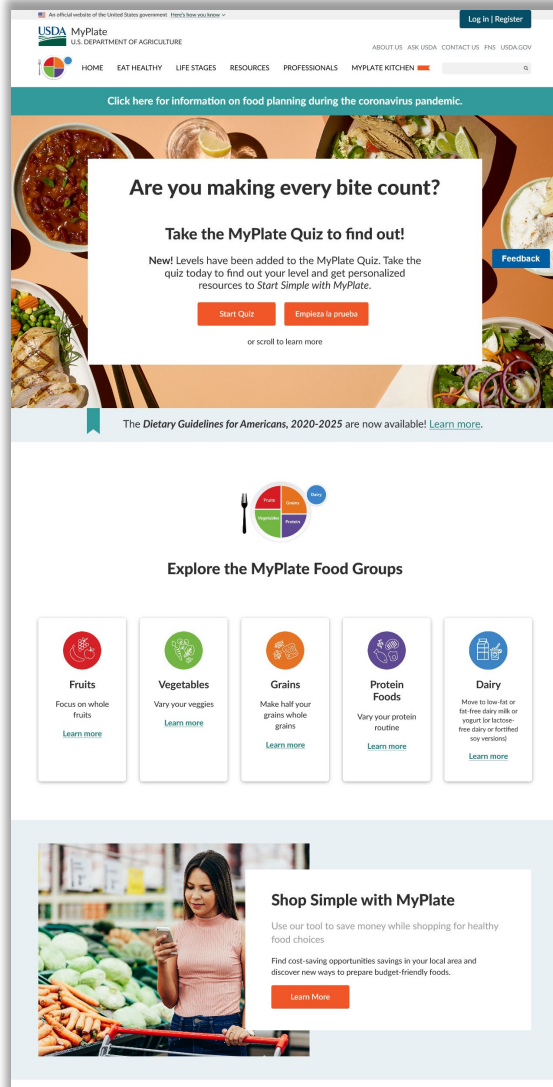 An official website of the United States government Here's how you know
Log in | Register
USDA MyPlate
U.S. DEPARTMENT OF AGRICULTURE
ABOUT US ASK USDA CONTACT US FNS USDA.GOV
HOME EAT HEALTHY LIFE STAGES RESOURCES PROFESSIONALS MYPLATE KITCHEN
Click here for information on food planning during the coronavirus pandemic.
Are you making every bite count?
Take the MyPlate Quiz to find out!
New! Levels have been added to the MyPlate Quiz. Take the
quiz today to find out your level and get personalized
resources to Start Simple with MyPlate.
Start Quiz Empieza la prueba
or scroll to learn more
Feedback
The Dietary Guidelines for Americans, 2020-2025 are now available! Learn more.
Fruits Grains Dairy
Vegetables Protein
Explore the MyPlate Food Groups
Fruits
Focus on whole
fruits
Learn more
Vegetables
Vary your veggies
Learn more
Grains
Make half your
grains whole
grains
Learn more
Protein
Foods
Vary your protein
routine
Learn more
Dairy
Move to low-fat or
fat-free dairy milk or
yogurt (or lactose-
free dairy or fortified
soy versions)
Learn more
Shop Simple with MyPlate
Use our tool to save money while shopping for healthy
food choices
Find cost-saving opportunities savings in your local area and
discover new ways to prepare budget-friendly foods.
Learn More